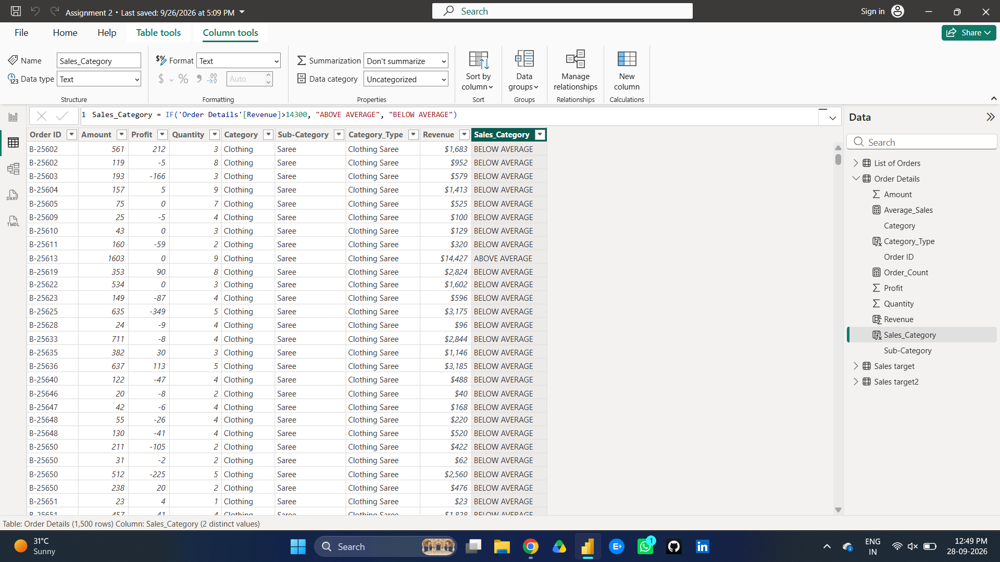 Assignment 2 • Last saved: 9/26/2026 at 5:09 PM
Search
Sign in
File Home Help Table tools Column tools
Share
Name Sales_Category
Data type Text
Structure
Format Text
$ % , .00 Auto
Formatting
Summarization Don't summarize
Data category Uncategorized
Properties
Sort by
column
Sort
Data
groups
Groups
Manage
relationships
Relationships
New
column
Calculations
1 Sales_Category = IF('Order Details'[Revenue]>14300, "ABOVE AVERAGE", "BELOW AVERAGE")
Order ID Amount Profit Quantity Category Sub-Category Category_Type Revenue Sales_Category
B-25602 561 212 3 Clothing Saree Clothing Saree $1,683 BELOW AVERAGE
B-25602 119 -5 8 Clothing Saree Clothing Saree $952 BELOW AVERAGE
B-25603 193 -166 3 Clothing Saree Clothing Saree $579 BELOW AVERAGE
B-25604 157 5 9 Clothing Saree Clothing Saree $1,413 BELOW AVERAGE
B-25605 75 0 7 Clothing Saree Clothing Saree $525 BELOW AVERAGE
B-25609 25 -5 4 Clothing Saree Clothing Saree $100 BELOW AVERAGE
B-25610 43 0 3 Clothing Saree Clothing Saree $129 BELOW AVERAGE
B-25611 160 -59 2 Clothing Saree Clothing Saree $320 BELOW AVERAGE
B-25613 1603 0 9 Clothing Saree Clothing Saree $14,427 ABOVE AVERAGE
B-25619 353 90 8 Clothing Saree Clothing Saree $2,824 BELOW AVERAGE
B-25622 534 0 3 Clothing Saree Clothing Saree $1,602 BELOW AVERAGE
B-25623 149 -87 4 Clothing Saree Clothing Saree $596 BELOW AVERAGE
B-25625 635 -349 5 Clothing Saree Clothing Saree $3,175 BELOW AVERAGE
B-25628 24 -9 4 Clothing Saree Clothing Saree $96 BELOW AVERAGE
B-25633 711 -8 4 Clothing Saree Clothing Saree $2,844 BELOW AVERAGE
B-25635 382 30 3 Clothing Saree Clothing Saree $1,146 BELOW AVERAGE
B-25636 637 113 5 Clothing Saree Clothing Saree $3,185 BELOW AVERAGE
B-25640 122 -47 4 Clothing Saree Clothing Saree $488 BELOW AVERAGE
B-25646 20 -8 2 Clothing Saree Clothing Saree $40 BELOW AVERAGE
B-25647 42 -6 4 Clothing Saree Clothing Saree $168 BELOW AVERAGE
B-25648 55 -26 4 Clothing Saree Clothing Saree $220 BELOW AVERAGE
B-25648 130 -41 4 Clothing Saree Clothing Saree $520 BELOW AVERAGE
B-25650 211 -105 2 Clothing Saree Clothing Saree $422 BELOW AVERAGE
B-25650 31 -2 2 Clothing Saree Clothing Saree $62 BELOW AVERAGE
B-25650 512 -225 5 Clothing Saree Clothing Saree $2,560 BELOW AVERAGE
B-25650 238 20 2 Clothing Saree Clothing Saree $476 BELOW AVERAGE
B-25651 23 4 1 Clothing Saree Clothing Saree $23 BELOW AVERAGE
B-25651 457 41 4 Clothing Saree Clothing Saree $1,828 BELOW AVERAGE
Data
Search
List of Orders
Order Details
Amount
Average_Sales
Category
Category_Type
Order ID
Order_Count
Profit
Quantity
Revenue
Sales_Category
Sub-Category
Sales target
Sales target2
DAX
TMDL
Table: Order Details (1,500 rows) Column: Sales_Category (2 distinct values)
31°C
Sunny
Search
1
ENG
IN
12:49 PM
28-09-2026